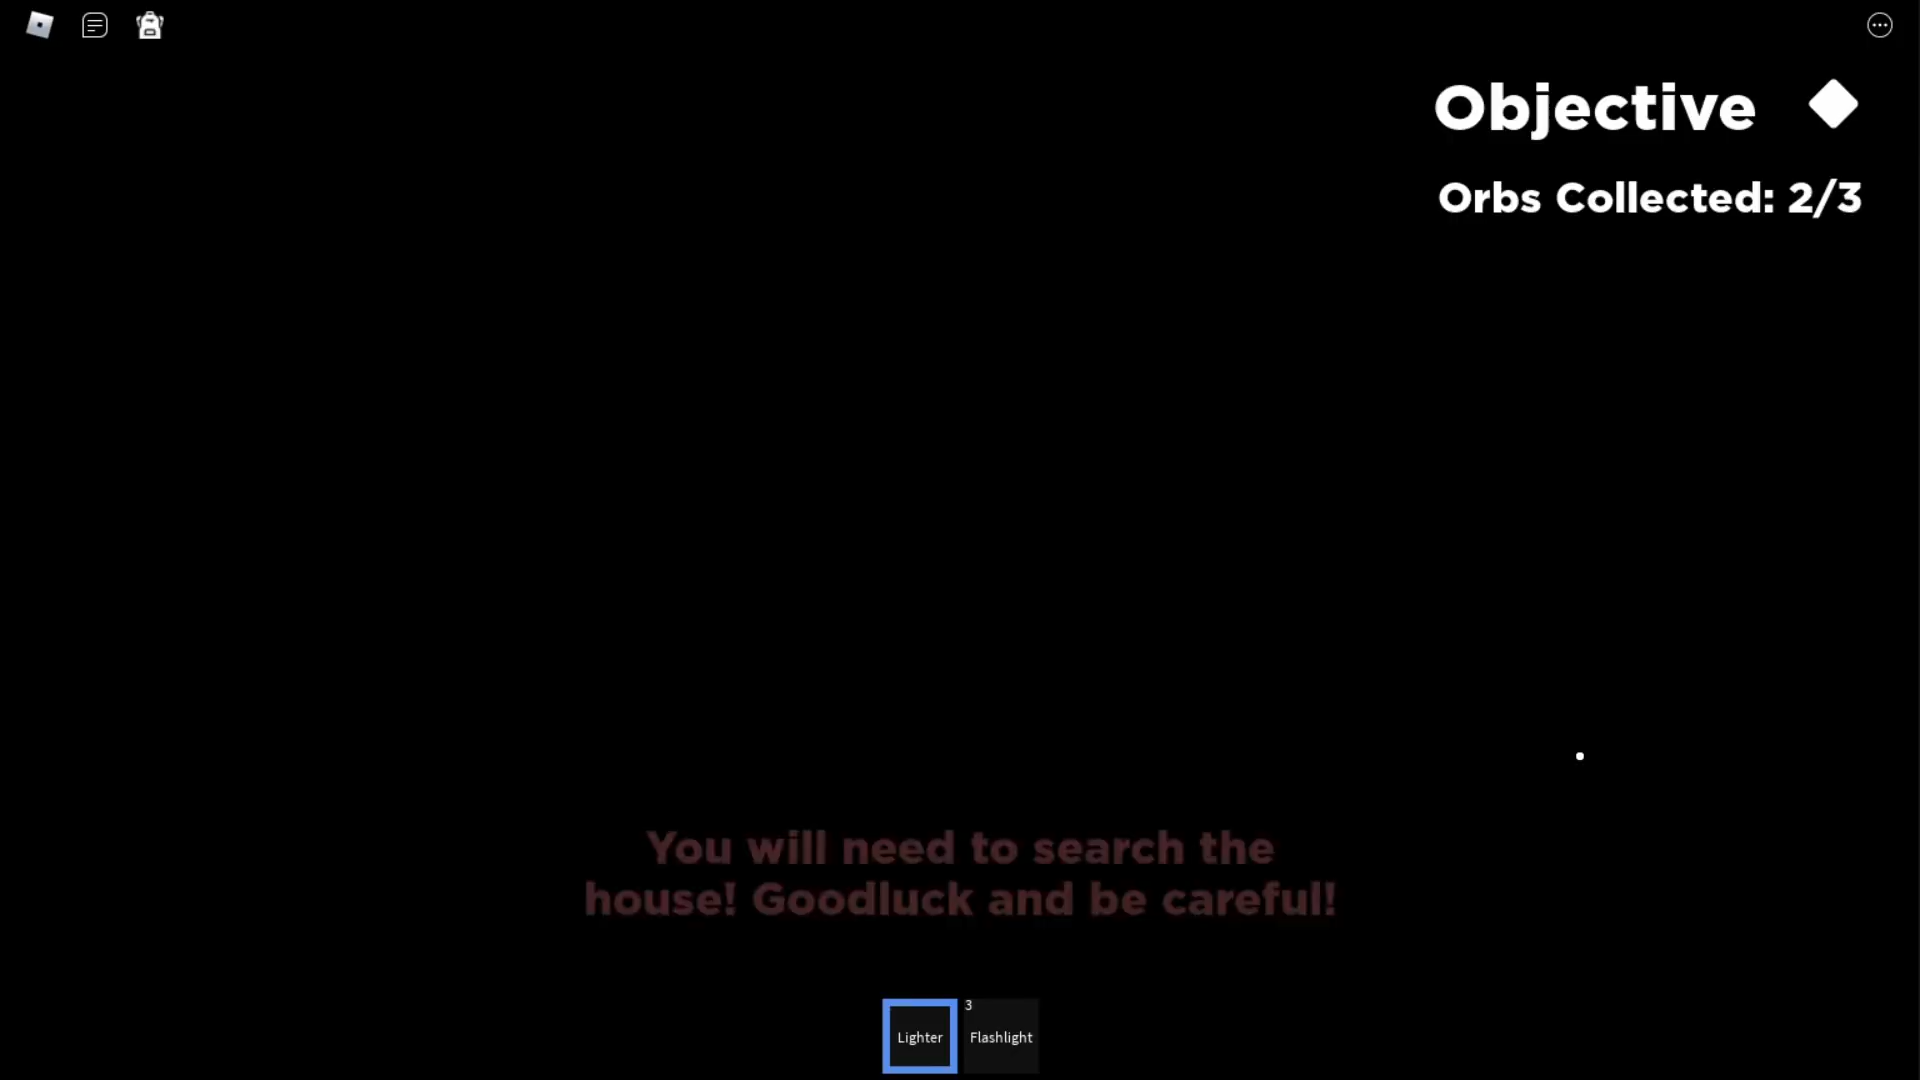 Objective
Orbs Collected: 2/3
You will need to search the
house! Goodluck and be careful!
3
Lighter
Flashlight